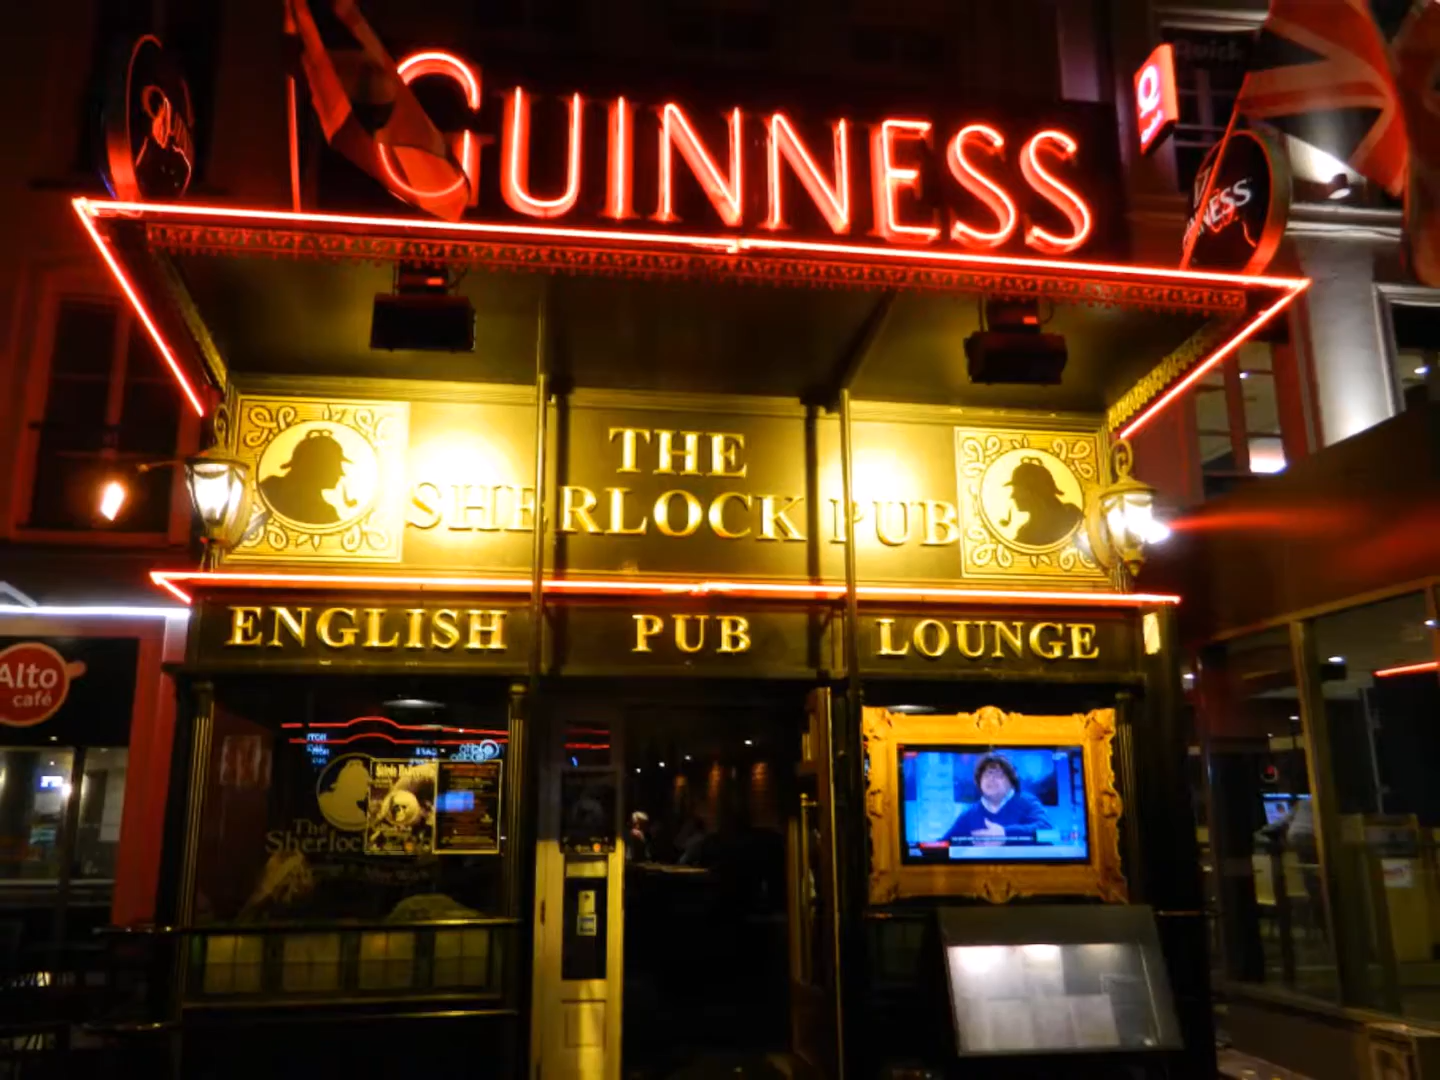 GUINNESS
THE
SHERLOCK PUB
ENGLISH PUB LOUNGE
Alto
café
The
Sherlock